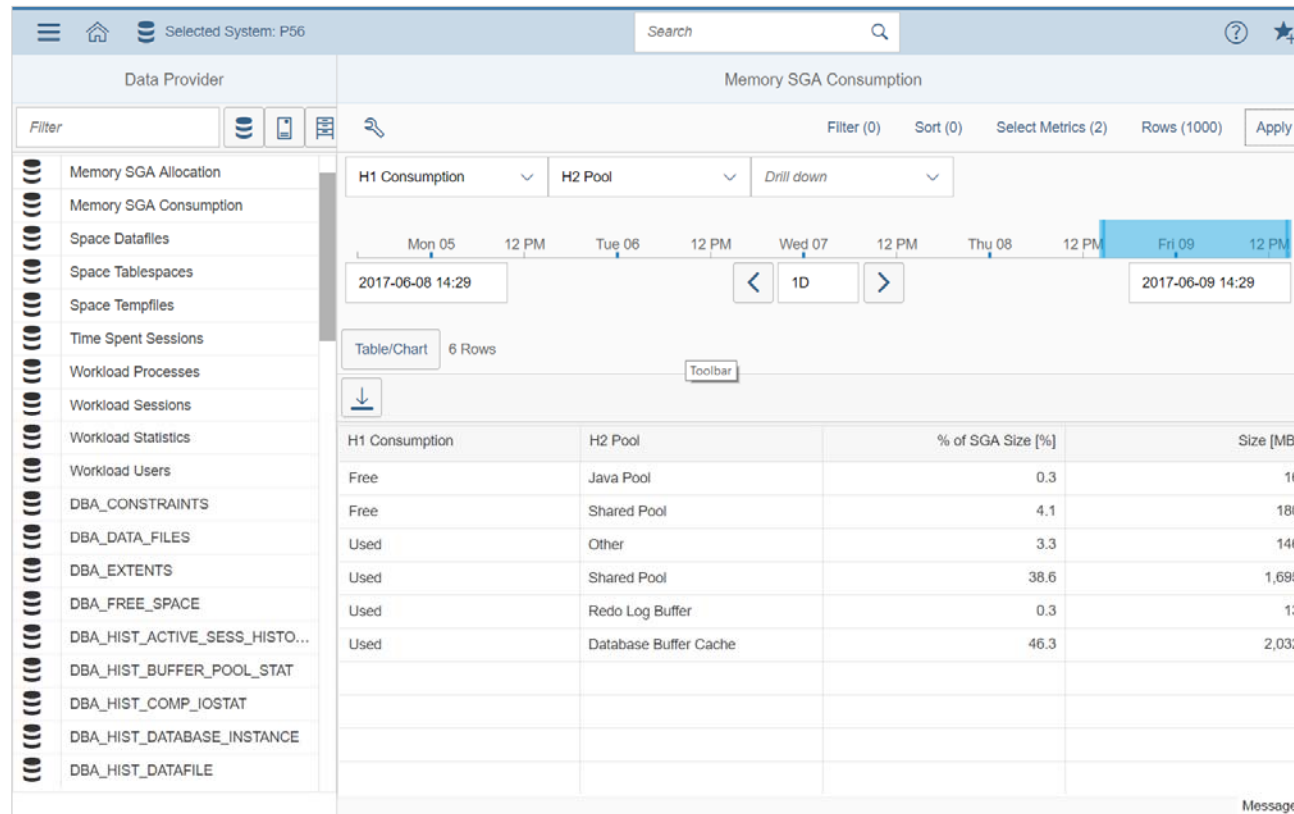 Selected System: P56
Search
Data Provider
Memory SGA Consumption
Filter
Filter (0) Sort (0) Select Metrics (2) Rows (1000) Apply
H1 Consumption H2 Pool Drill down
Mon 05 12 PM Tue 06 12 PM Wed 07 12 PM Thu 08 12 PM Fri 09 12 PM
2017-06-08 14:29 1D 2017-06-09 14:29
Table/Chart 6 Rows
Toolbar
Memory SGA Allocation
Memory SGA Consumption
Space Datafiles
Space Tablespaces
Space Tempfiles
Time Spent Sessions
Workload Processes
Workload Sessions
Workload Statistics
Workload Users
DBA_CONSTRAINTS
DBA_DATA_FILES
DBA_EXTENTS
DBA_FREE_SPACE
DBA_HIST_ACTIVE_SESS_HISTO...
DBA_HIST_BUFFER_POOL_STAT
DBA_HIST_COMP_IOSTAT
DBA_HIST_DATABASE_INSTANCE
DBA_HIST_DATAFILE
H1 Consumption H2 Pool % of SGA Size [%] Size [MB
Free Java Pool 0.3
Free Shared Pool 4.1
Used Other 3.3
Used Shared Pool 38.6
Used Redo Log Buffer 0.3
Used Database Buffer Cache 46.3
Message